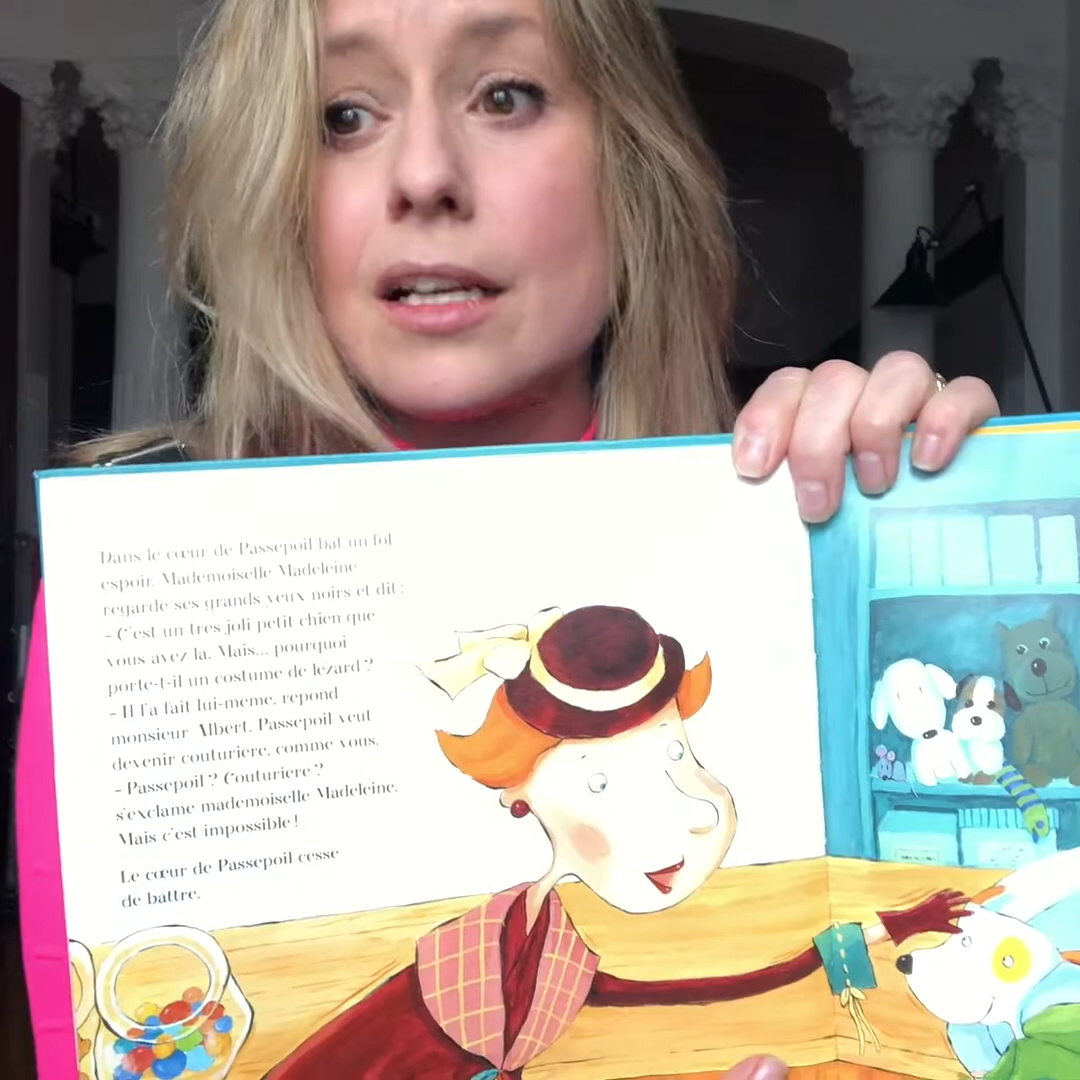 Dans le cœur de Passepoil bat un fol
espoir. Mademoiselle Madeleine
regarde ses grands yeux noirs et dit :
- C'est un très joli petit chien que
vous avez là. Mais... pourquoi
porte-t-il un costume de lézard ?
- Il l'a fait lui-même, répond
monsieur Albert. Passepoil veut
devenir couturière, comme vous.
- Passepoil ? Couturière ?
s'exclame mademoiselle Madeleine.
Mais c'est impossible !
Le cœur de Passepoil cesse
de battre.